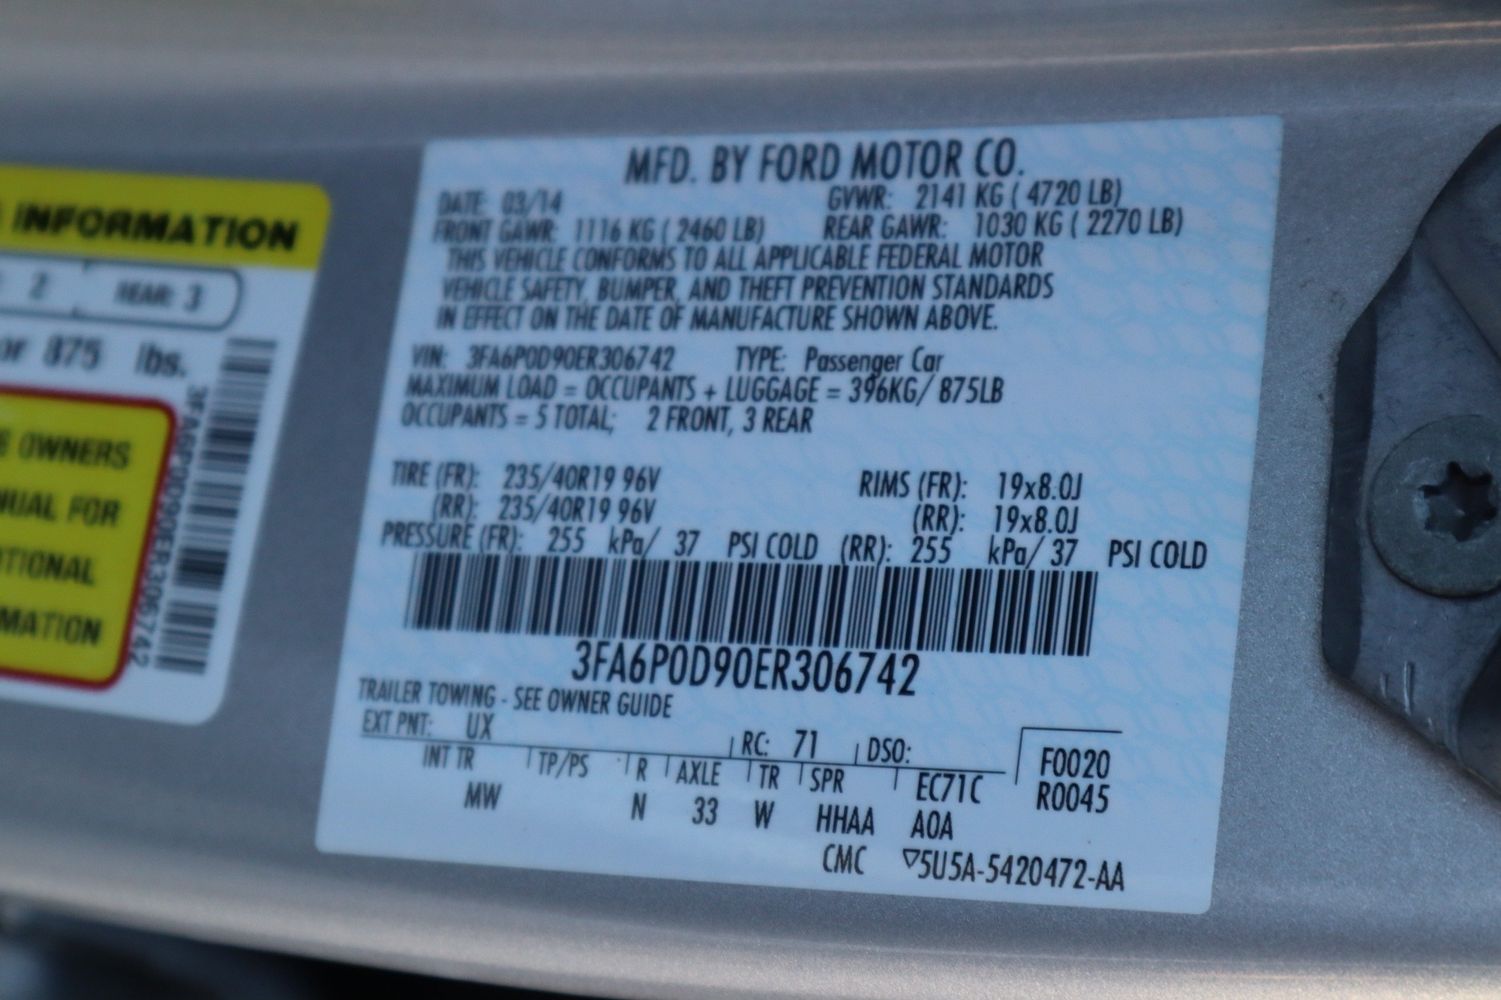 INFORMATION
2 REAR: 3
or 875 lbs.
OWNERS
FOR
MATION
3FA6P0D90ER306742
MFD. BY FORD MOTOR CO.
DATE: 03/14 GVWR: 2141 KG ( 4720 LB)
FRONT GAWR: 1116 KG ( 2460 LB) REAR GAWR: 1030 KG ( 2270 LB)
THIS VEHICLE CONFORMS TO ALL APPLICABLE FEDERAL MOTOR
VEHICLE SAFETY, BUMPER, AND THEFT PREVENTION STANDARDS
IN EFFECT ON THE DATE OF MANUFACTURE SHOWN ABOVE.
VIN: 3FA6P0D90ER306742 TYPE: Passenger Car
MAXIMUM LOAD = OCCUPANTS + LUGGAGE = 396KG/ 875LB
OCCUPANTS = 5 TOTAL; 2 FRONT, 3 REAR
TIRE (FR): 235/40R19 96V RIMS (FR): 19x8.0J
(RR): 235/40R19 96V (RR): 19x8.0J
PRESSURE (FR): 255 kPa/ 37 PSI COLD (RR): 255 kPa/ 37 PSI COLD
3FA6P0D90ER306742
TRAILER TOWING - SEE OWNER GUIDE
EXT PNT: UX RC: 71 DSO: F0020
INT TR TP/PS R AXLE TR SPR EC71C R0045
MW N 33 W HHAA A0A
CMC ▽5U5A-5420472-AA